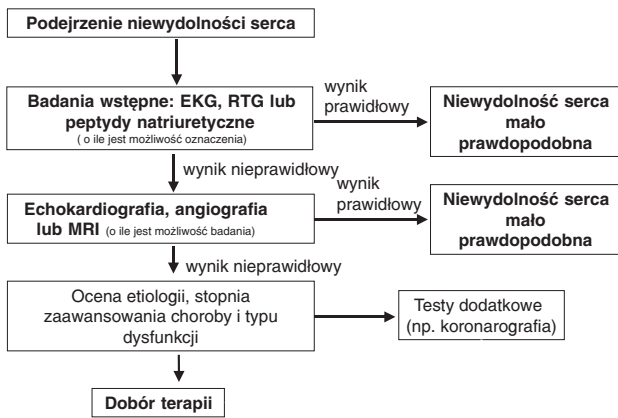 Podejrzenie niewydolności serca
Badania wstępne: EKG, RTG lub
peptydy natriuretyczne
( o ile jest możliwość oznaczenia)
wynik
prawidłowy
Niewydolność serca
mało
prawdopodobna
wynik nieprawidłowy
Echokardiografia, angiografia
lub MRI (o ile jest możliwość badania)
wynik
prawidłowy
Niewydolność serca
mało
prawdopodobna
wynik nieprawidłowy
Ocena etiologii, stopnia
zaawansowania choroby i typu
dysfunkcji
Testy dodatkowe
(np. koronarografia)
Dobór terapii